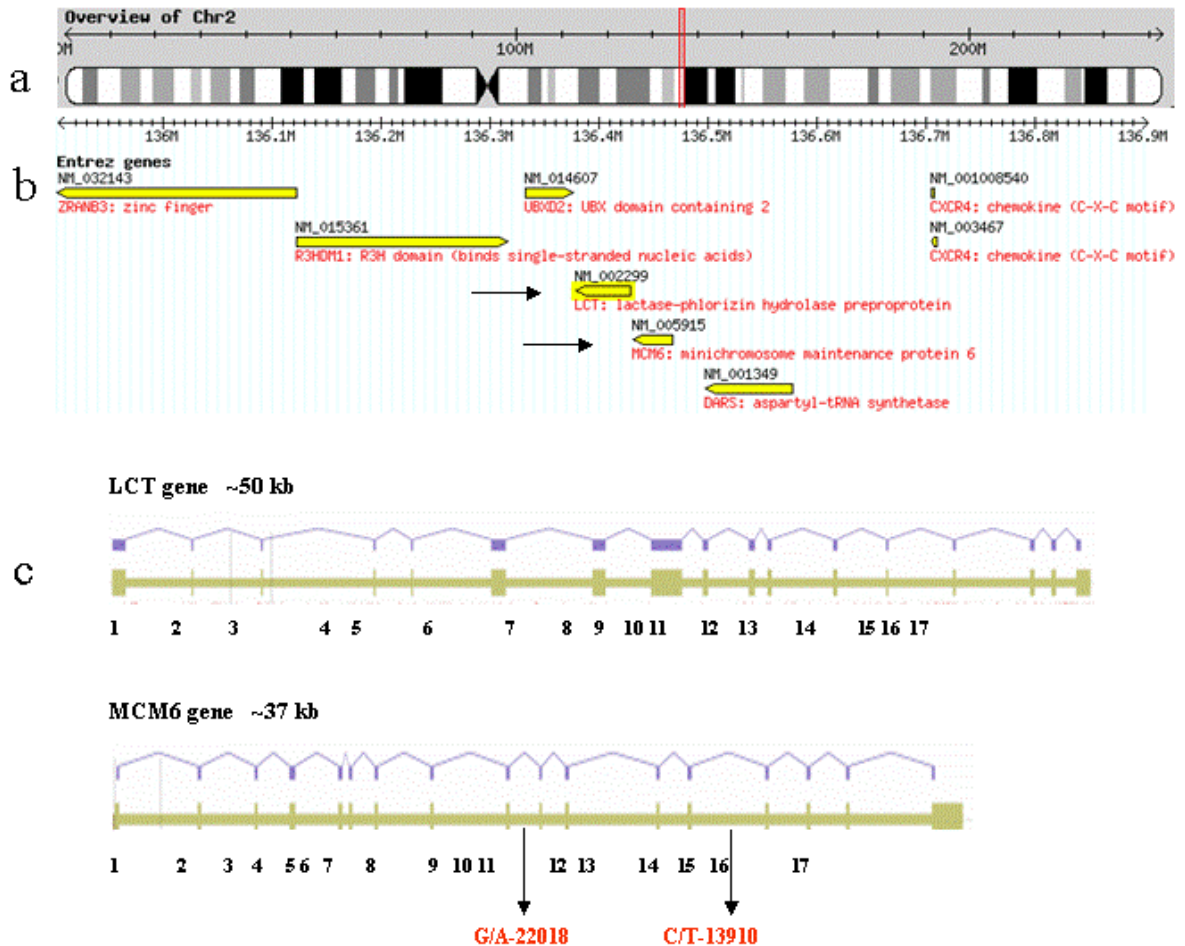 Overview of Chr2
0M 100M 200M
a
136M 136.1M 136.2M 136.3M 136.4M 136.5M 136.6M 136.7M 136.8M 136.9M
Entrez genes
b
NM_032143 NM_014607 NM_001008540
ZRANB3: zinc finger UBXD2: UBX domain containing 2 CXCR4: chemokine (C-X-C motif)
NM_015361 NM_003467
R3HDM1: R3H domain (binds single-stranded nucleic acids) CXCR4: chemokine (C-X-C motif)
NM_002299
LCT: lactase-phlorizin hydrolase preproprotein
NM_005915
MCM6: minichromosome maintenance protein 6
NM_001349
DARS: aspartyl-tRNA synthetase
LCT gene ~50 kb
c
1 2 3 4 5 6 7 8 9 10 11 12 13 14 15 16 17
MCM6 gene ~37 kb
1 2 3 4 5 6 7 8 9 10 11 12 13 14 15 16 17
G/A-22018 C/T-13910